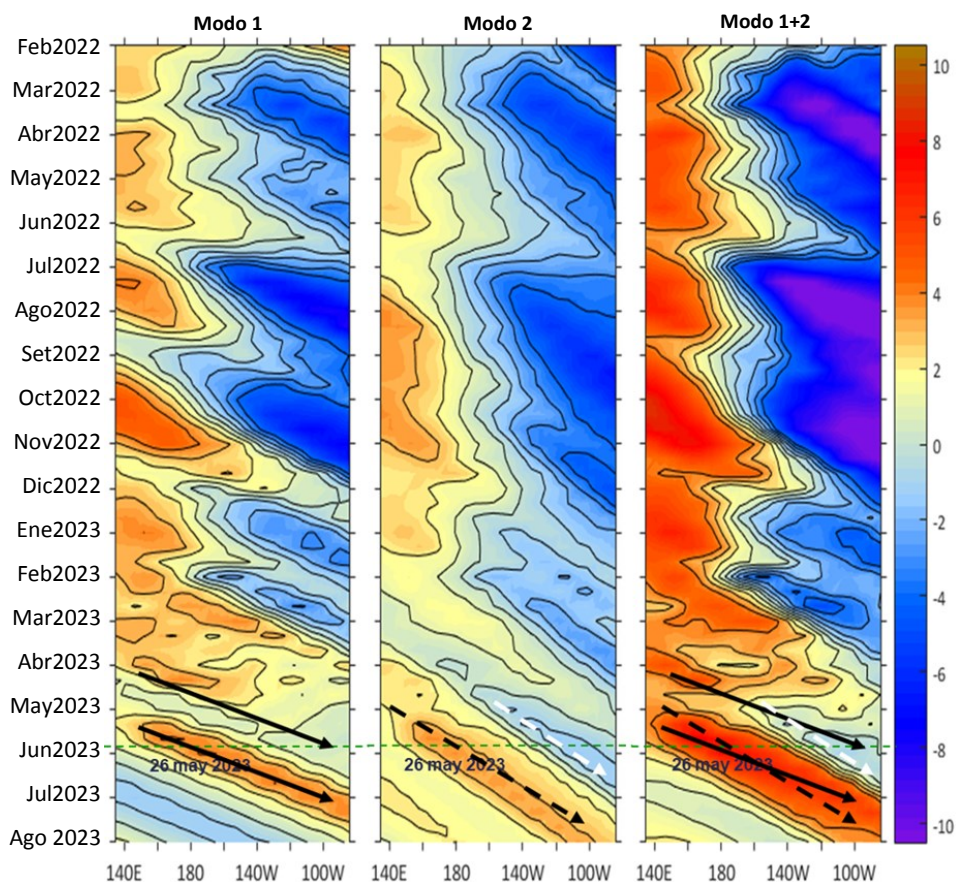 Modo 1 Modo 2 Modo 1+2
Feb2022
Mar2022
Abr2022
May2022
Jun2022
Jul2022
Ago2022
Set2022
Oct2022
Nov2022
Dic2022
Ene2023
Feb2023
Mar2023
Abr2023
May2023
Jun2023
Jul2023
Ago 2023
26 may 2023 26 may 2023 26 may 2023
140E 180 140W 100W 140E 180 140W 100W 140E 180 140W 100W
10
8
6
4
2
0
-2
-4
-6
-8
-10